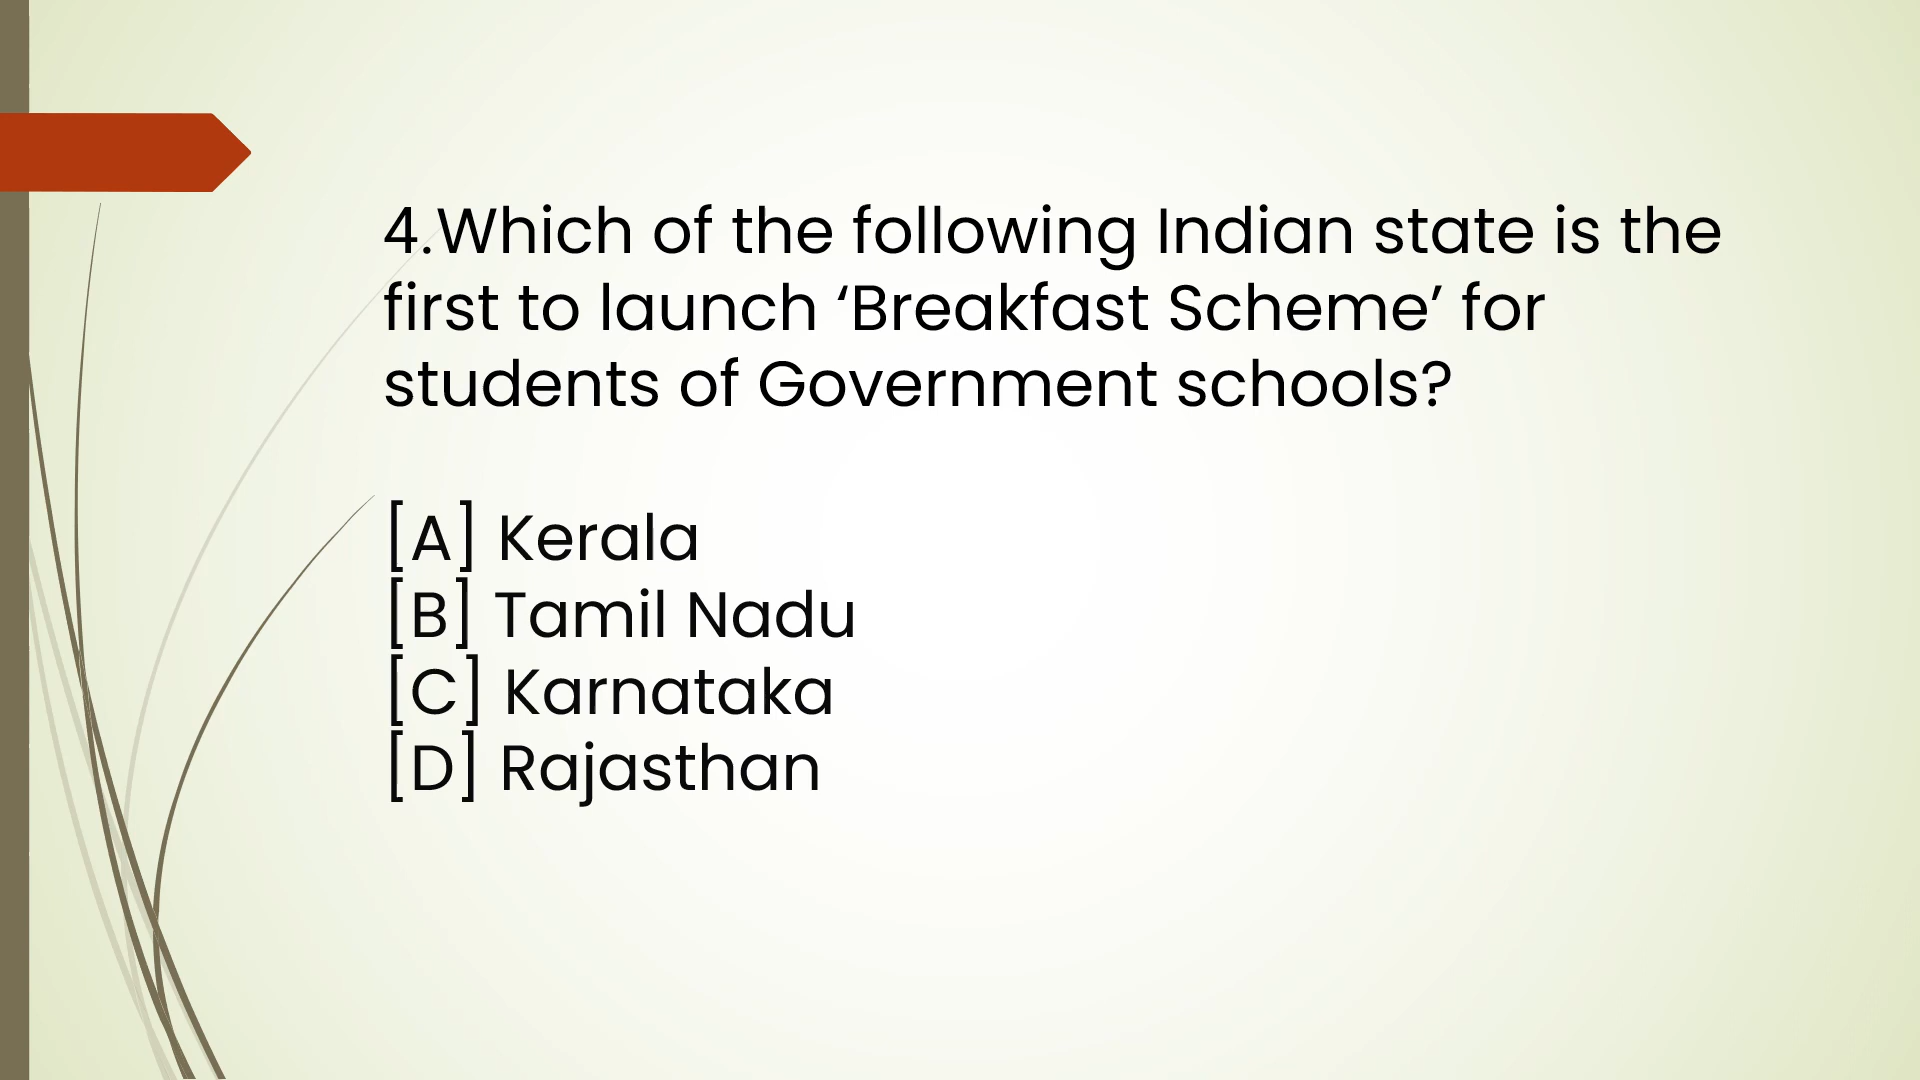 4.Which of the following Indian state is the
first to launch ‘Breakfast Scheme’ for
students of Government schools?
[A] Kerala
[B] Tamil Nadu
[C] Karnataka
[D] Rajasthan